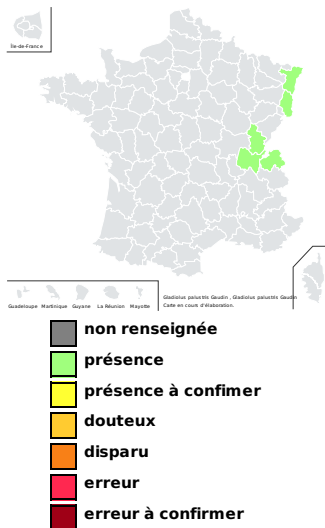 Île-de-France
Guadeloupe Martinique Guyane La Réunion Mayotte
Gladiolus palustris Gaudin , Gladiolus palustris Gaudin
Carte en cours d'élaboration.
non renseignée
présence
présence à confimer
douteux
disparu
erreur
erreur à confirmer